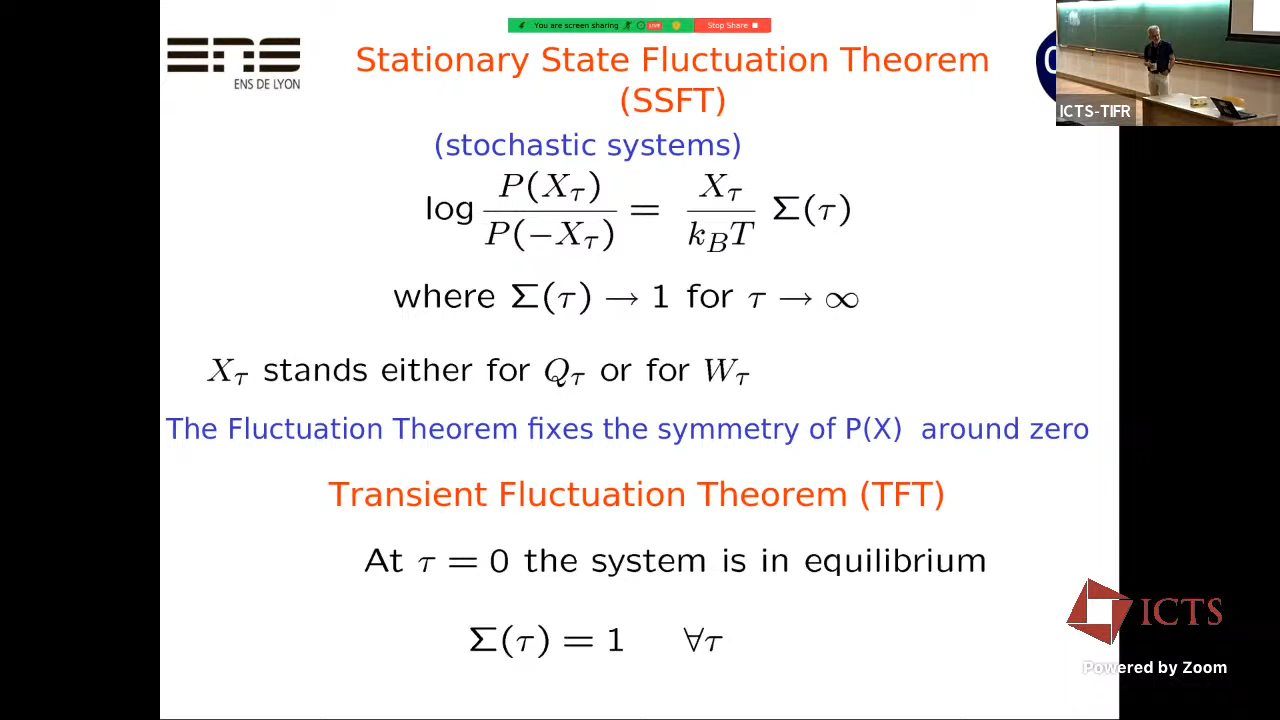 You are screen sharing LIVE Stop Share
ENS
ENS DE LYON
Stationary State Fluctuation Theorem
(SSFT)
(stochastic systems)
log P(X_τ) / P(−X_τ) = X_τ / k_B T Σ(τ)
where Σ(τ) → 1 for τ → ∞
X_τ stands either for Q_τ or for W_τ
The Fluctuation Theorem fixes the symmetry of P(X) around zero
Transient Fluctuation Theorem (TFT)
At τ = 0 the system is in equilibrium
Σ(τ) = 1 ∀τ
ICTS-TIFR
ICTS
Powered by Zoom